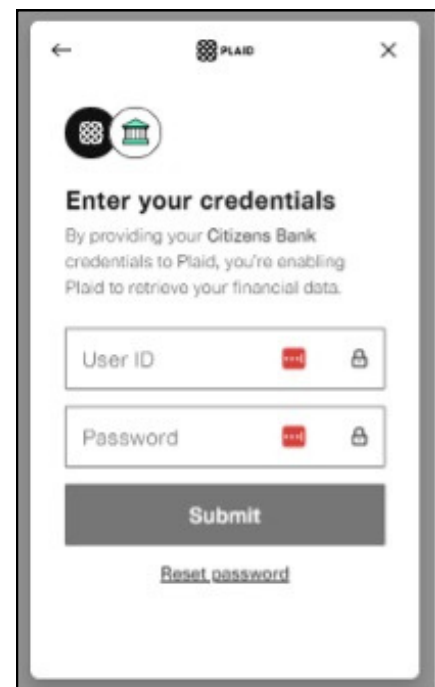 PLAID
Enter your credentials
By providing your Citizens Bank
credentials to Plaid, you're enabling
Plaid to retrieve your financial data.
User ID
Password
Submit
Reset password